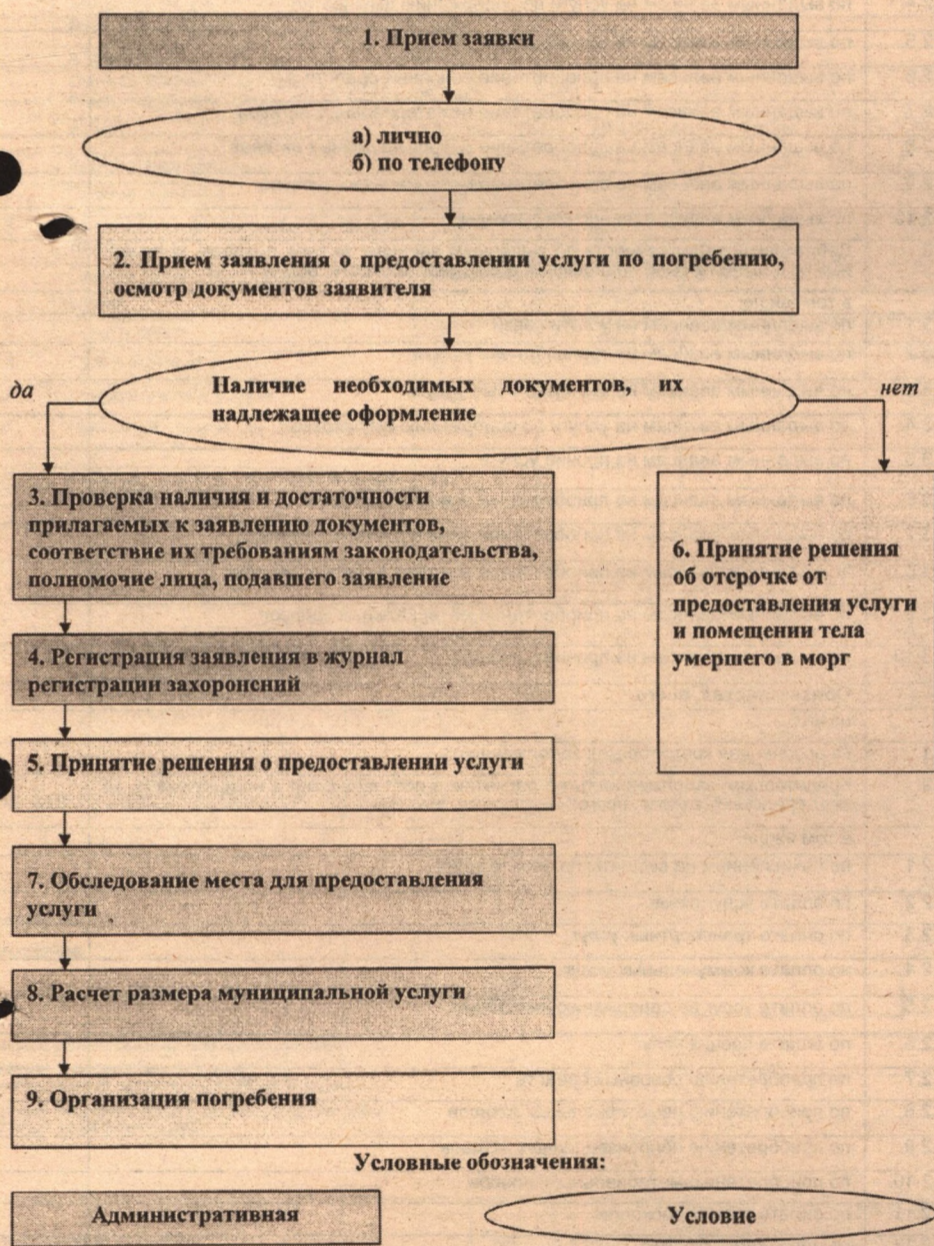 1. Прием заявки
а) лично
б) по телефону
2. Прием заявления о предоставлении услуги по погребению,
осмотр документов заявителя
да
Наличие необходимых документов, их
надлежащее оформление
нет
3. Проверка наличия и достаточности
прилагаемых к заявлению документов,
соответствие их требованиям законодательства,
полномочие лица, подавшего заявление
6. Принятие решения
об отсрочке от
предоставления услуги
и помещении тела
умершего в морг
4. Регистрация заявления в журнал
регистрации захоронений
5. Принятие решения о предоставлении услуги
7. Обследование места для предоставления
услуги
8. Расчет размера муниципальной услуги
9. Организация погребения
Условные обозначения:
Административная
Условие